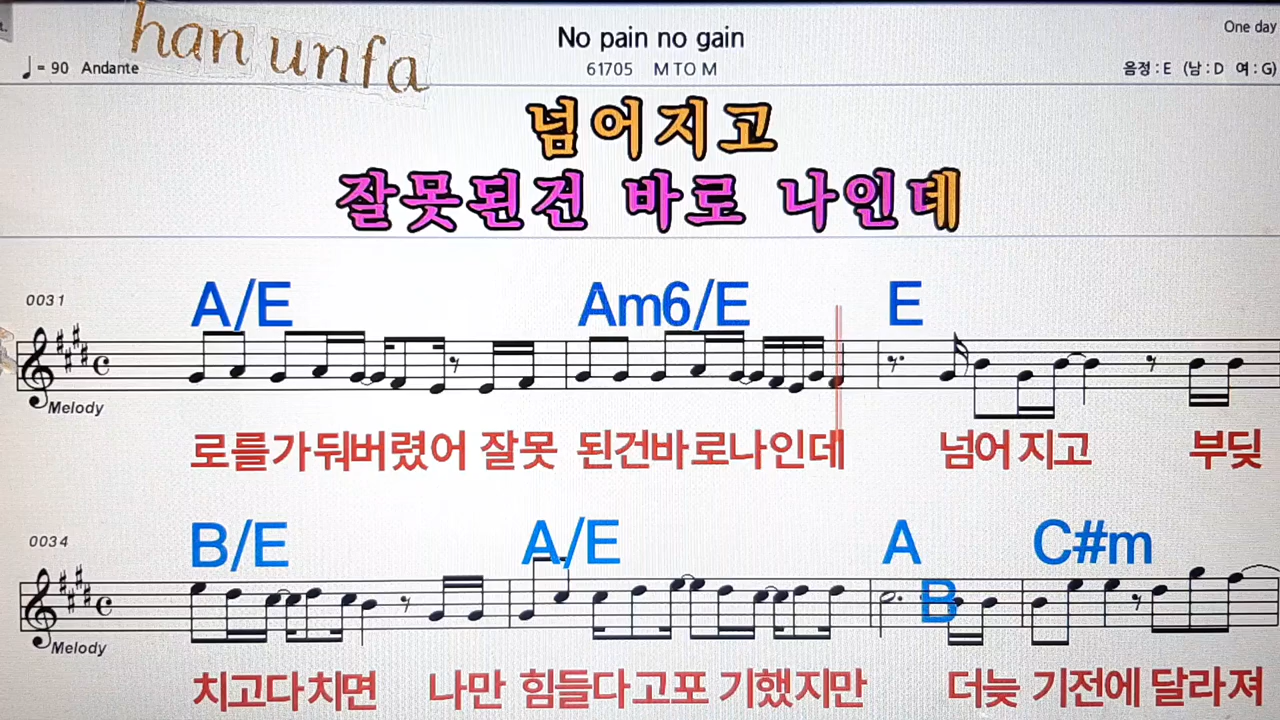 han unfa
No pain no gain
One day
♩= 90 Andante
61705 M TO M
음정 : E (남 : D 여 : G)
넘어지고
잘못된건 바로 나인데
0031
A/E Am6/E E
Melody
로를가둬버렸어 잘못 된건바로나인데 넘어 지고 부딪
0034
B/E A/E A B C#m
Melody
치고다치면 나만 힘들다고포 기했지만 더늦 기전에 달라져